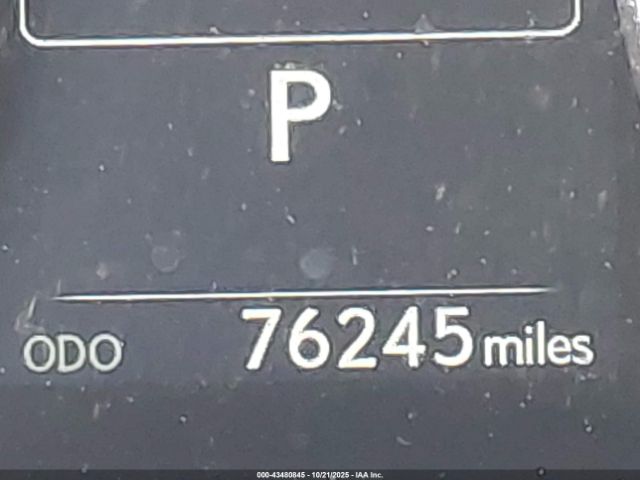 P
ODO 76245 miles
000-43480845 - 10/21/2025 - IAA Inc.